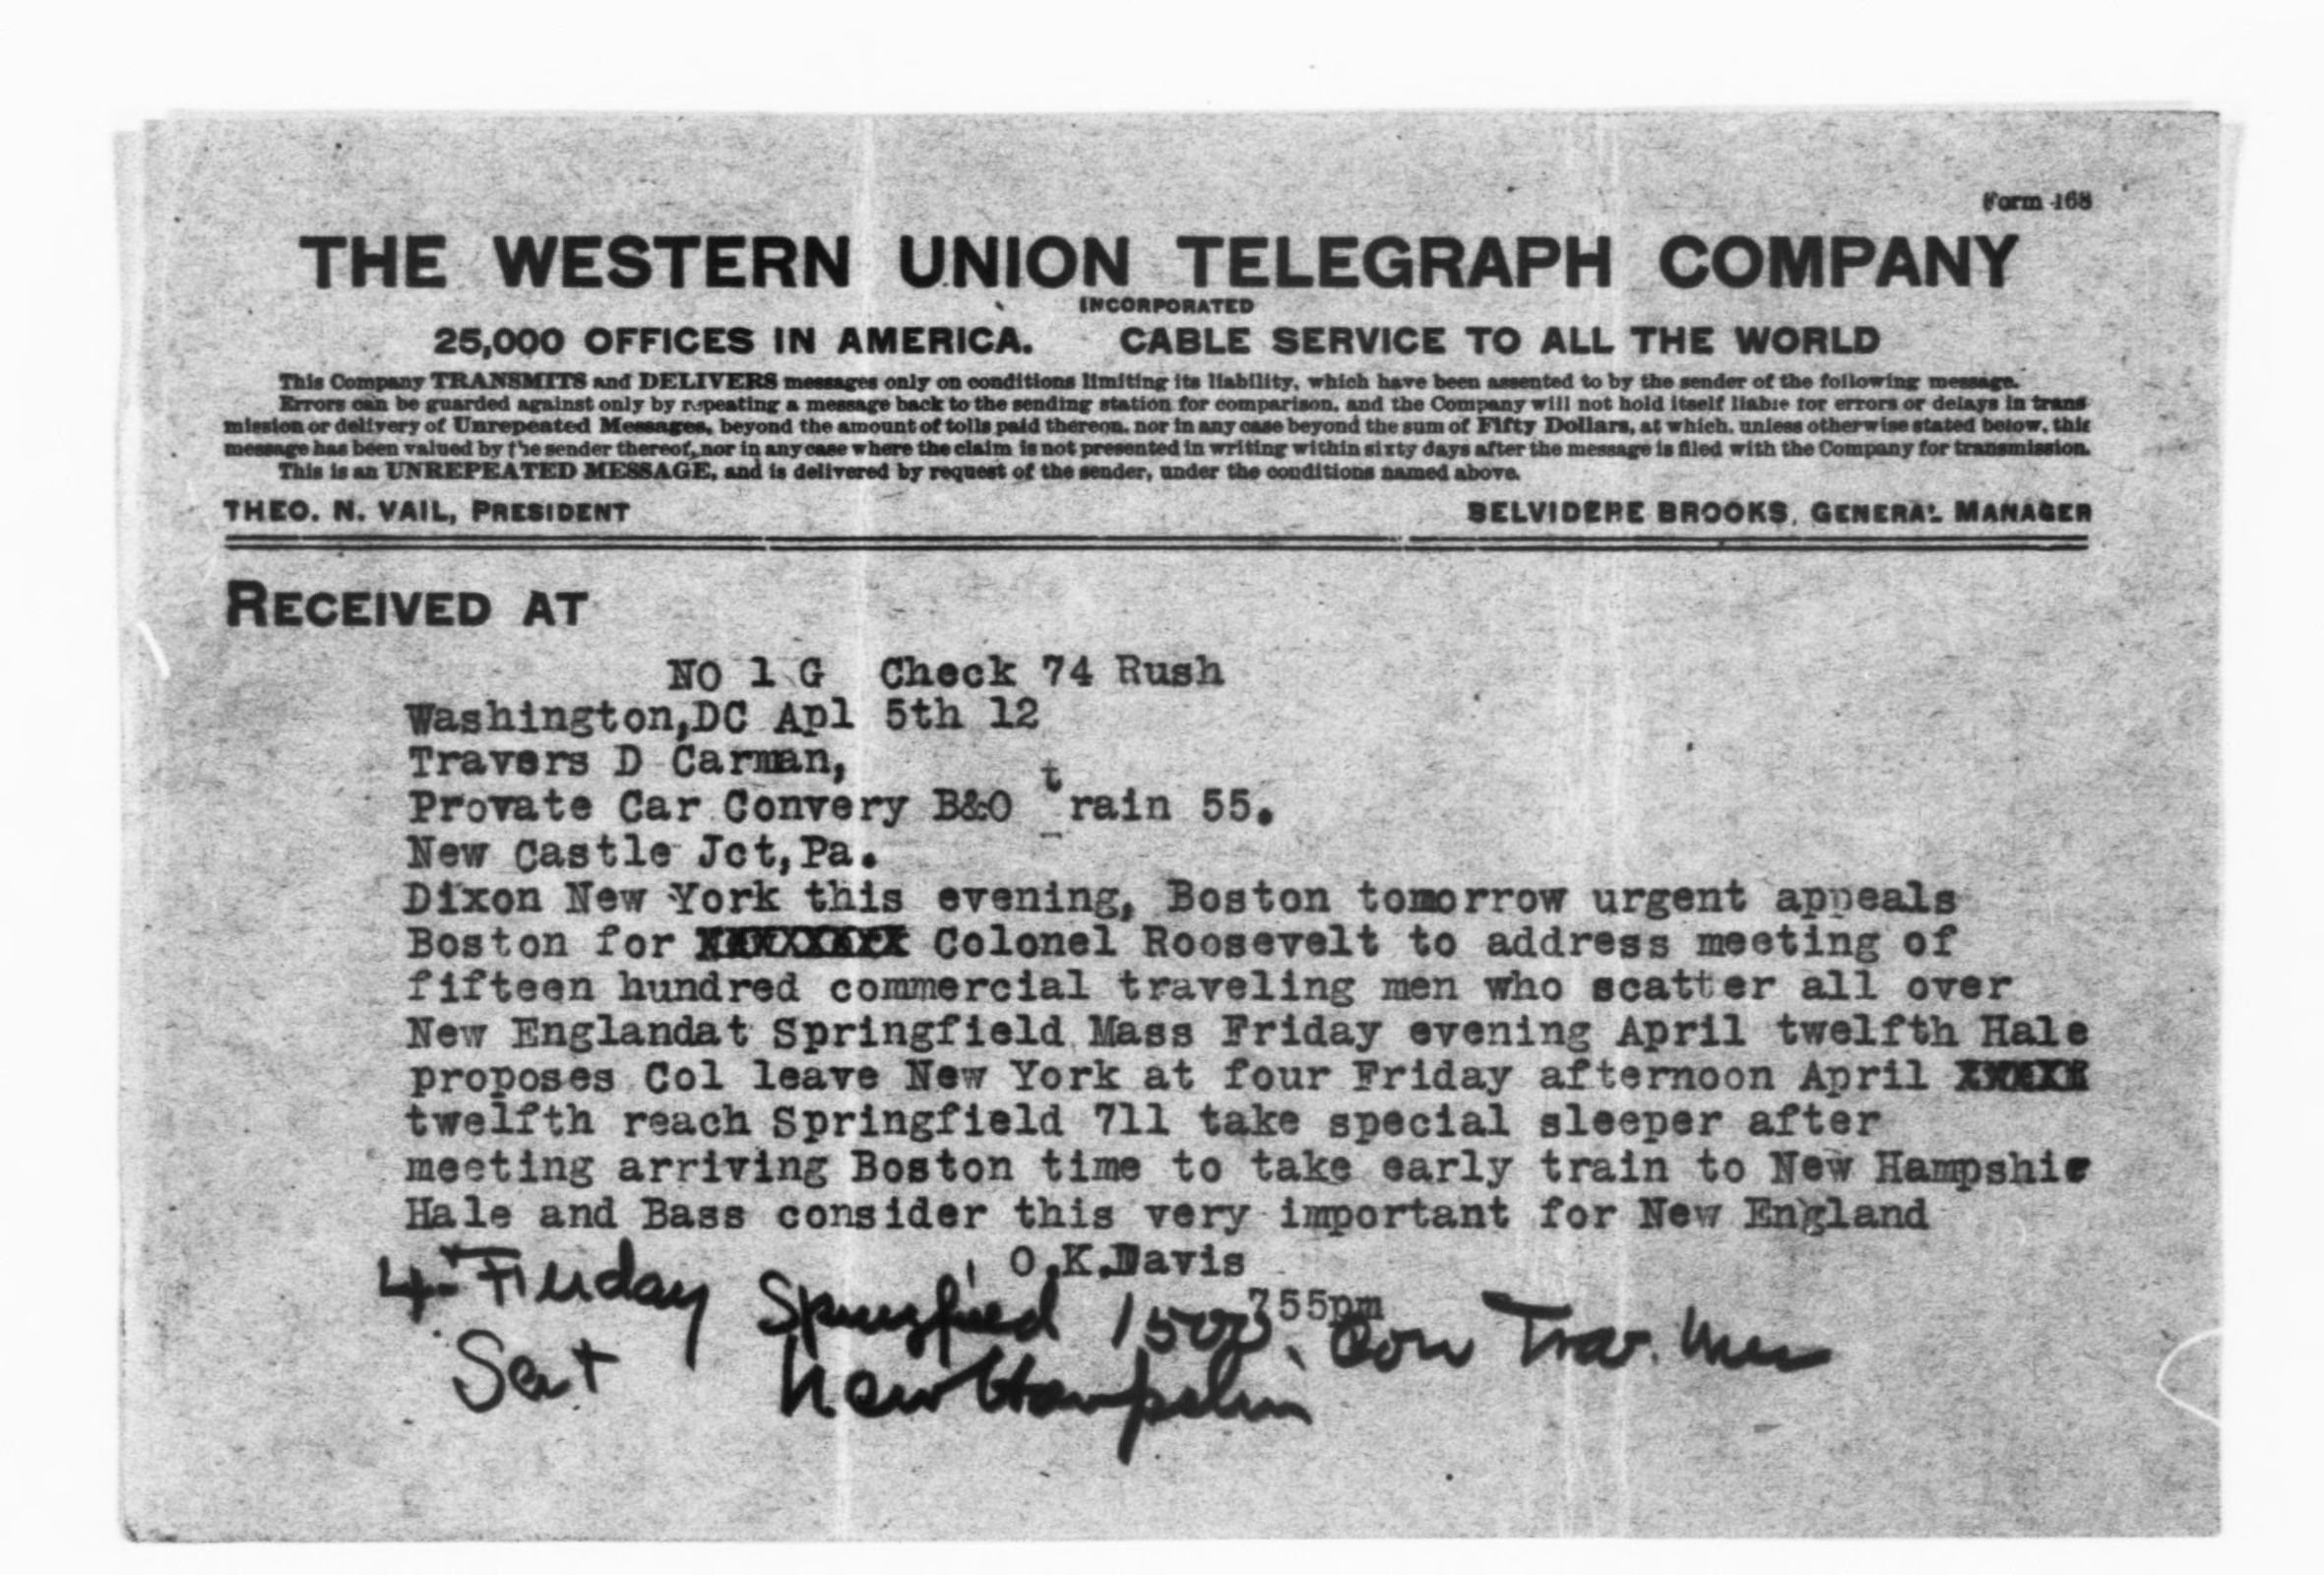 Form 168
THE WESTERN UNION TELEGRAPH COMPANY
INCORPORATED
25,000 OFFICES IN AMERICA. CABLE SERVICE TO ALL THE WORLD
This Company TRANSMITS and DELIVERS messages only on conditions limiting its liability, which have been assented to by the sender of the following message.
Errors can be guarded against only by repeating a message back to the sending station for comparison, and the Company will not hold itself liable for errors or delays in trans
mission or delivery of Unrepeated Messages, beyond the amount of tolls paid thereon, nor in any case beyond the sum of Fifty Dollars, at which, unless otherwise stated below, this
message has been valued by the sender thereof, nor in any case where the claim is not presented in writing within sixty days after the message is filed with the Company for transmission.
This is an UNREPEATED MESSAGE, and is delivered by request of the sender, under the conditions named above.
THEO. N. VAIL, PRESIDENT BELVIDERE BROOKS, GENERAL MANAGER
RECEIVED AT
NO 1 G Check 74 Rush
Washington,DC Apl 5th 12
Travers D Carman,
Provate Car Convery B&O train 55.
New Castle Jct,Pa.
Dixon New York this evening, Boston tomorrow urgent appeals
Boston for Colonel Roosevelt to address meeting of
fifteen hundred commercial traveling men who scatter all over
New Englandat Springfield Mass Friday evening April twelfth Hale
proposes Col leave New York at four Friday afternoon April
twelfth reach Springfield 711 take special sleeper after
meeting arriving Boston time to take early train to New Hampshir
Hale and Bass consider this very important for New England
O.K.Davis
755pm
4- Friday Springfield 1500 Com Trav. Men
Sat New Hampshire